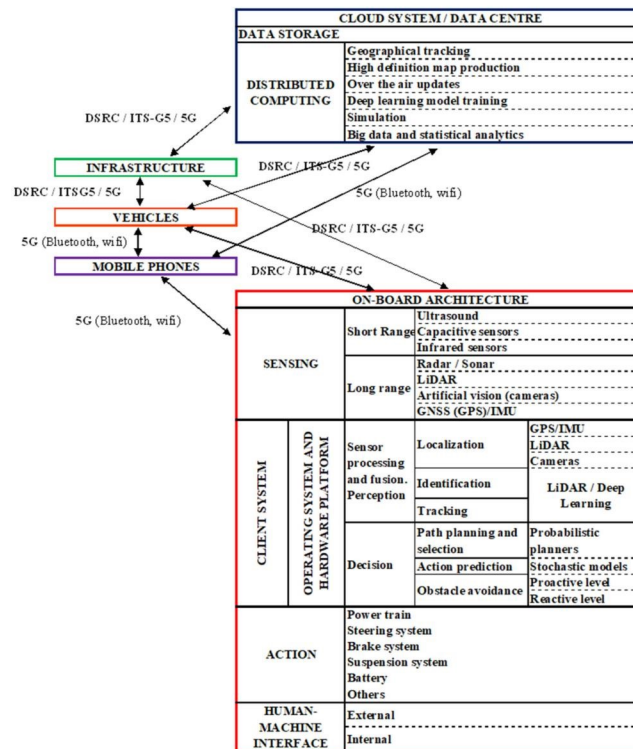 CLOUD SYSTEM / DATA CENTRE
DATA STORAGE
DISTRIBUTED
COMPUTING
Geographical tracking
High definition map production
Over the air updates
Deep learning model training
Simulation
Big data and statistical analytics
DSRC / ITS-G5 / 5G
INFRASTRUCTURE
DSRC / ITS-G5 / 5G
DSRC / ITSG5 / 5G
5G (Bluetooth, wifi)
VEHICLES
DSRC / ITS-G5 / 5G
5G (Bluetooth, wifi)
MOBILE PHONES
DSRC / ITS-G5 / 5G
5G (Bluetooth, wifi)
ON-BOARD ARCHITECTURE
SENSING
Short Range
Ultrasound
Capacitive sensors
Infrared sensors
Long range
Radar / Sonar
LiDAR
Artificial vision (cameras)
GNSS (GPS)/IMU
CLIENT SYSTEM
OPERATING SYSTEM AND
HARDWARE PLATFORM
Sensor
processing
and fusion.
Perception
Localization
GPS/IMU
LiDAR
Cameras
Identification
Tracking
LiDAR / Deep
Learning
Decision
Path planning and
selection
Probabilistic
planners
Action prediction
Stochastic models
Obstacle avoidance
Proactive level
Reactive level
ACTION
Power train
Steering system
Brake system
Suspension system
Battery
Others
HUMAN-
MACHINE
INTERFACE
External
Internal